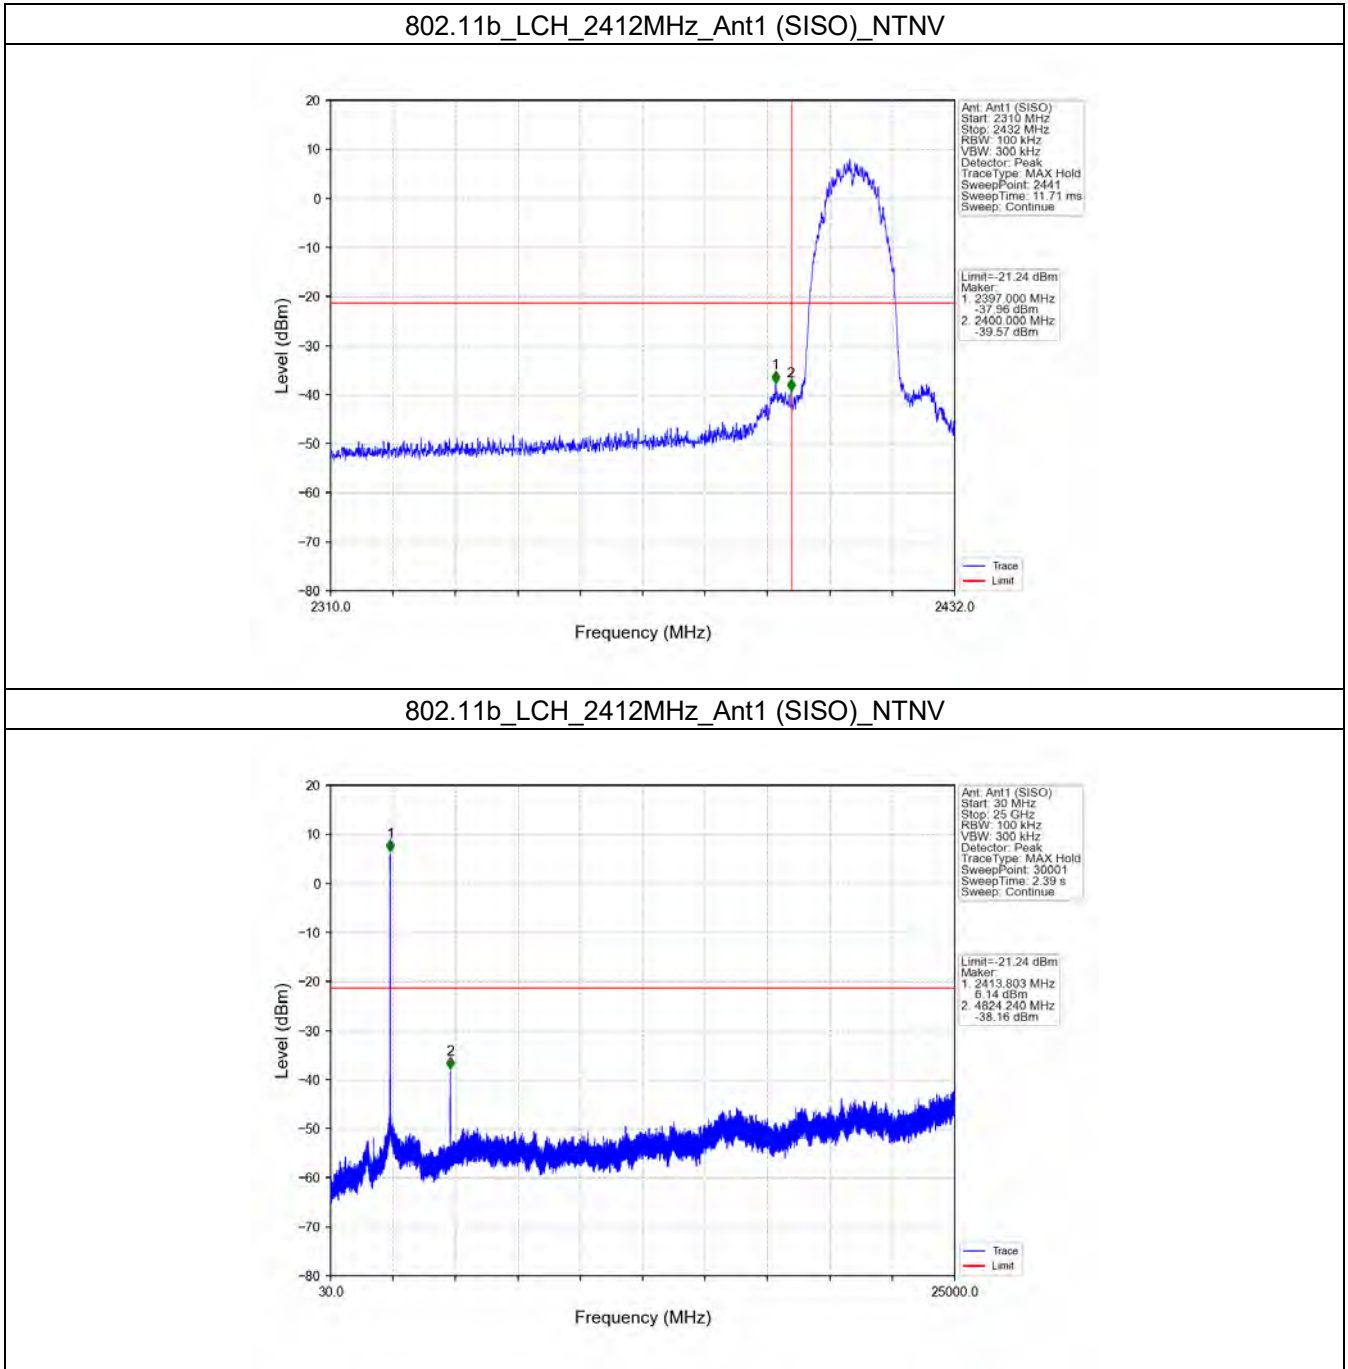 802.11b_LCH_2412MHz_Ant1 (SISO)_NTNV
20
10
0
−10
−20
−30
−40
−50
−60
−70
−80
Level (dBm)
1
2
2310.0
2432.0
Frequency (MHz)
Ant: Ant1 (SISO)
Start: 2310 MHz
Stop: 2432 MHz
RBW: 100 kHz
VBW: 300 kHz
Detector: Peak
TraceType: MAX Hold
SweepPoint: 2441
SweepTime: 11.71 ms
Sweep: Continue
Limit=-21.24 dBm
Maker:
1. 2397.000 MHz
-37.96 dBm
2. 2400.000 MHz
-39.57 dBm
Trace
Limit
802.11b_LCH_2412MHz_Ant1 (SISO)_NTNV
20
10
0
−10
−20
−30
−40
−50
−60
−70
−80
Level (dBm)
1
2
30.0
25000.0
Frequency (MHz)
Ant: Ant1 (SISO)
Start: 30 MHz
Stop: 25 GHz
RBW: 100 kHz
VBW: 300 kHz
Detector: Peak
TraceType: MAX Hold
SweepPoint: 30001
SweepTime: 2.39 s
Sweep: Continue
Limit=-21.24 dBm
Maker:
1. 2413.803 MHz
6.14 dBm
2. 4824.240 MHz
-38.16 dBm
Trace
Limit